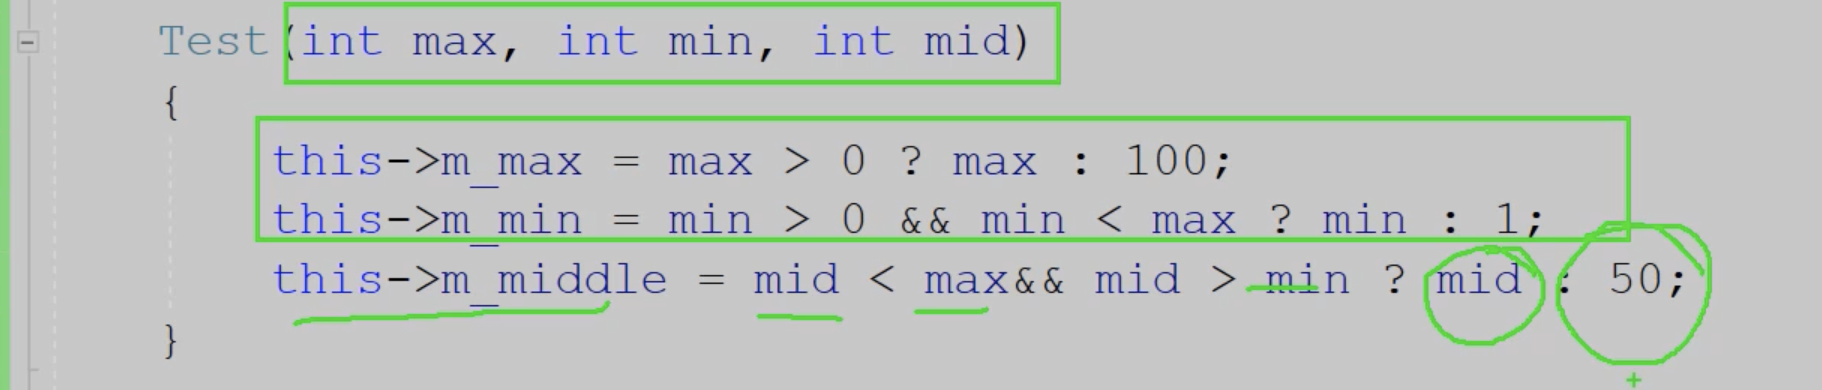 Test(int max, int min, int mid)
{
this->m_max = max > 0 ? max : 100;
this->m_min = min > 0 && min < max ? min : 1;
this->m_middle = mid < max&& mid > min ? mid : 50;
}